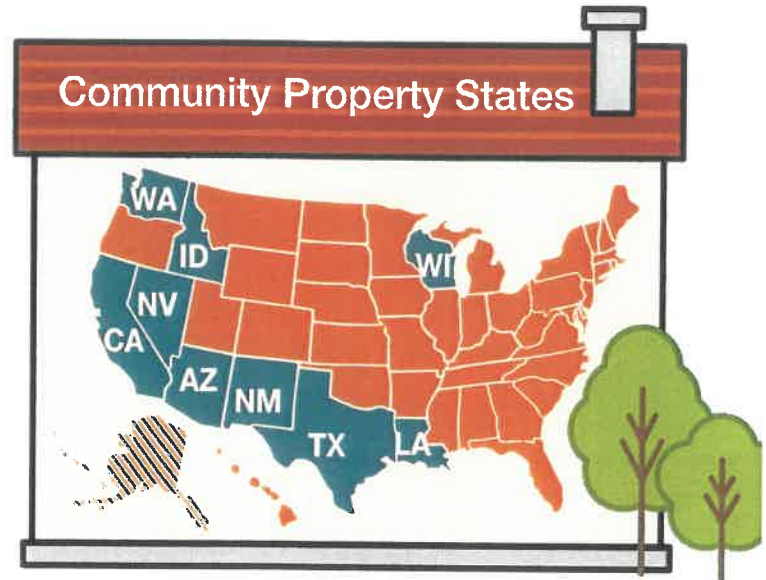 Community Property States
WA
ID
WI
NV
CA
AZ
NM
TX
LA